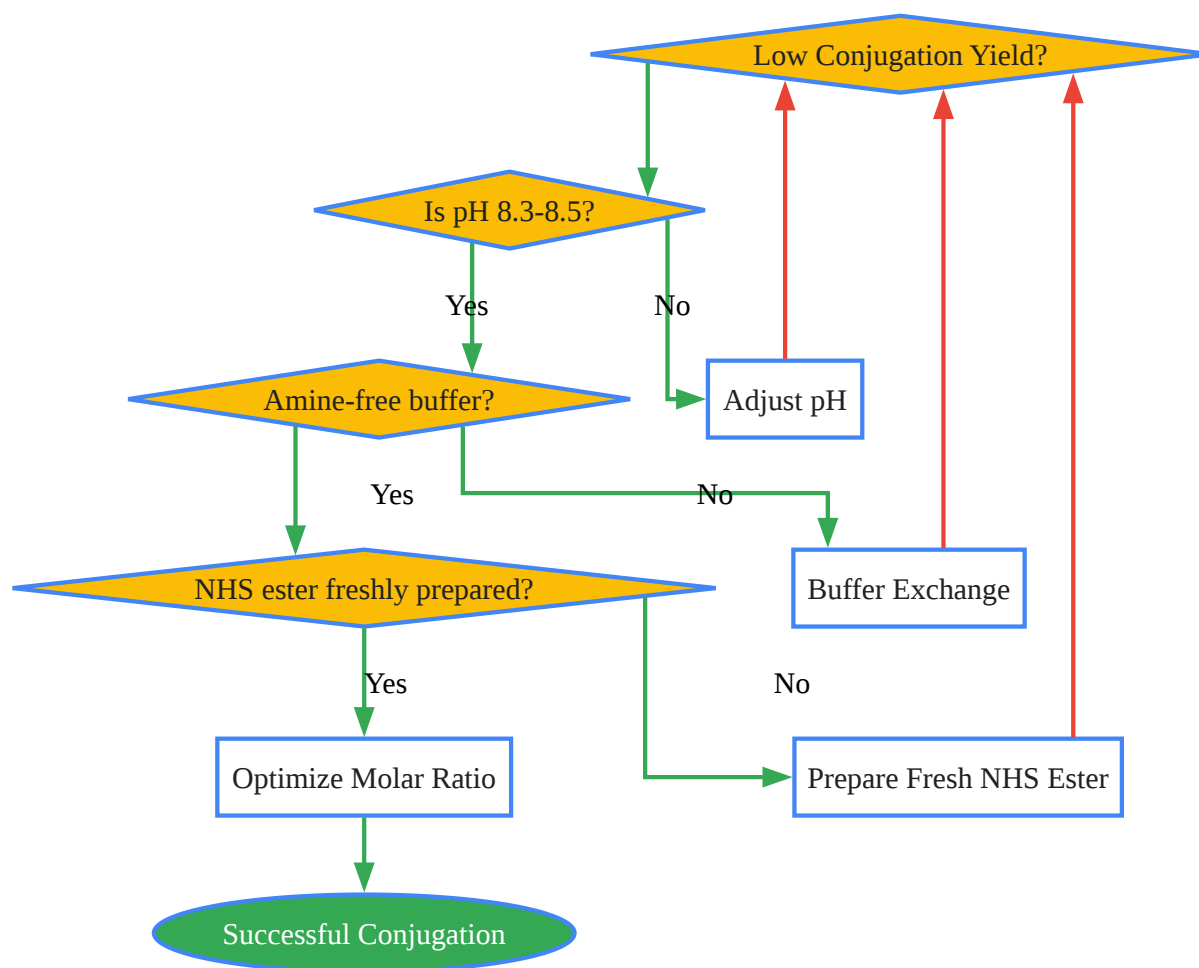 Low Conjugation Yield?
Is pH 8.3-8.5?
Yes
No
Amine-free buffer?
Adjust pH
Yes
No
NHS ester freshly prepared?
Buffer Exchange
Yes
No
Optimize Molar Ratio
Prepare Fresh NHS Ester
Successful Conjugation